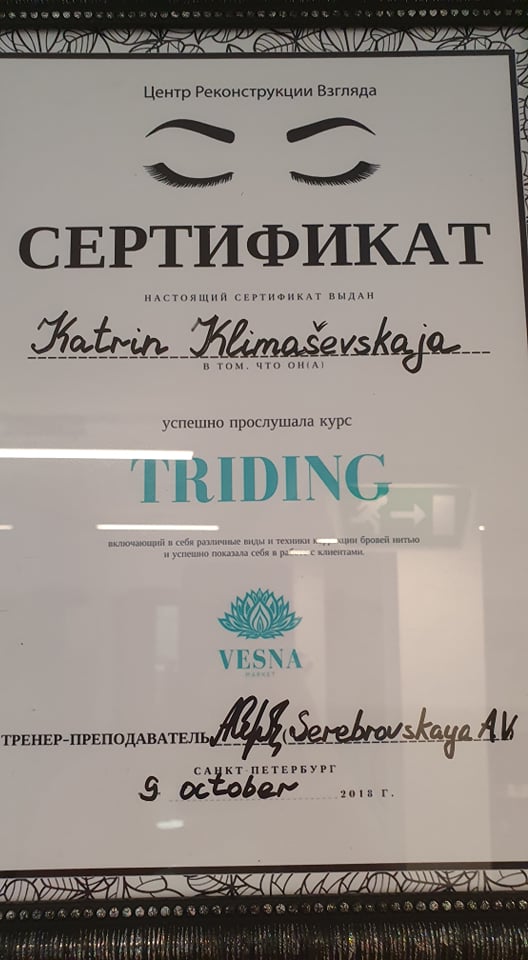 Центр Реконструкции Взгляда
СЕРТИФИКАТ
НАСТОЯЩИЙ СЕРТИФИКАТ ВЫДАН
Katrin Klimaševskaja
В ТОМ, ЧТО ОН(А)
успешно прослушала курс
TRIDING
включающий в себя различные виды и техники коррекции бровей нитью
и успешно показала себя в работе с клиентами.
VESNA
MARKET
ТРЕНЕР-ПРЕПОДАВАТЕЛЬ (Serebrovskaya A.V.
САНКТ-ПЕТЕРБУРГ
9 october 2018 Г.